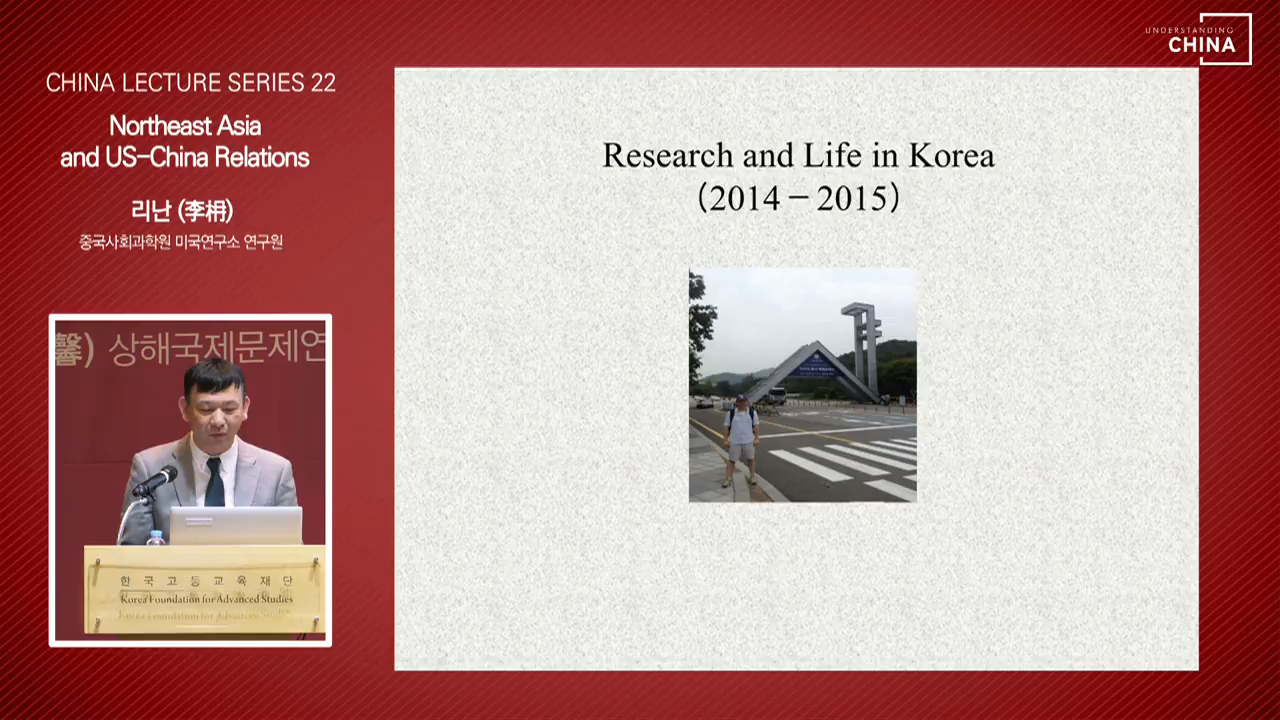 UNDERSTANDING
CHINA
CHINA LECTURE SERIES 22
Northeast Asia
and US-China Relations
리난 (李枏)
중국사회과학원 미국연구소 연구원
Research and Life in Korea
(2014 – 2015)
馨) 상해국제문제연
한국고등교육재단
Korea Foundation for Advanced Studies